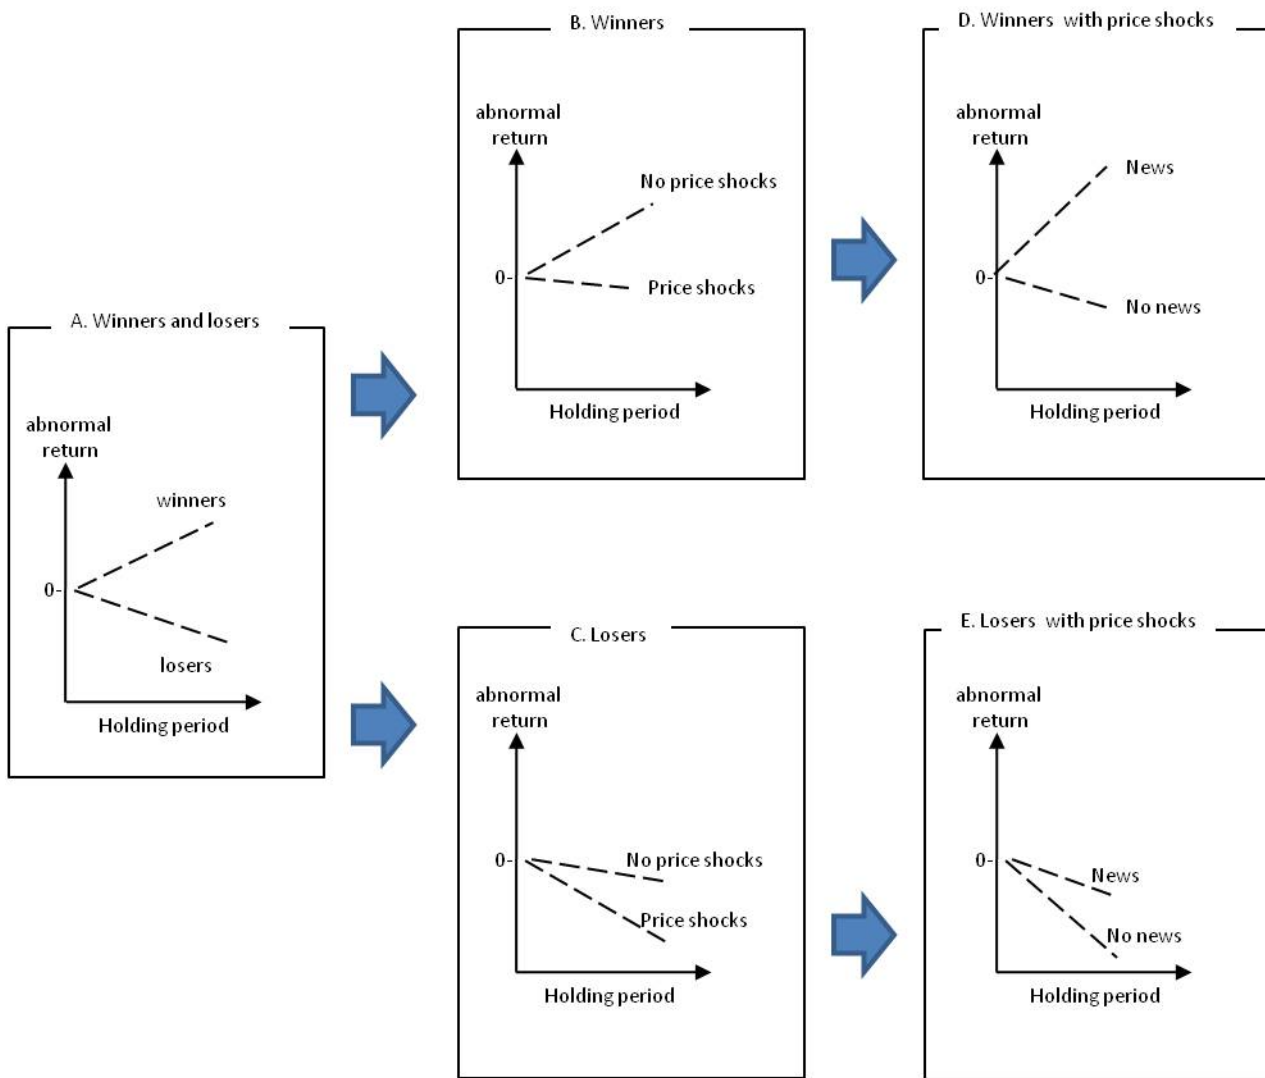 A. Winners and losers
abnormal
return
winners
0-
losers
Holding period
B. Winners
abnormal
return
No price shocks
0-
Price shocks
Holding period
C. Losers
abnormal
return
0-
No price shocks
Price shocks
Holding period
D. Winners with price shocks
abnormal
return
News
0-
No news
Holding period
E. Losers with price shocks
abnormal
return
0-
News
No news
Holding period